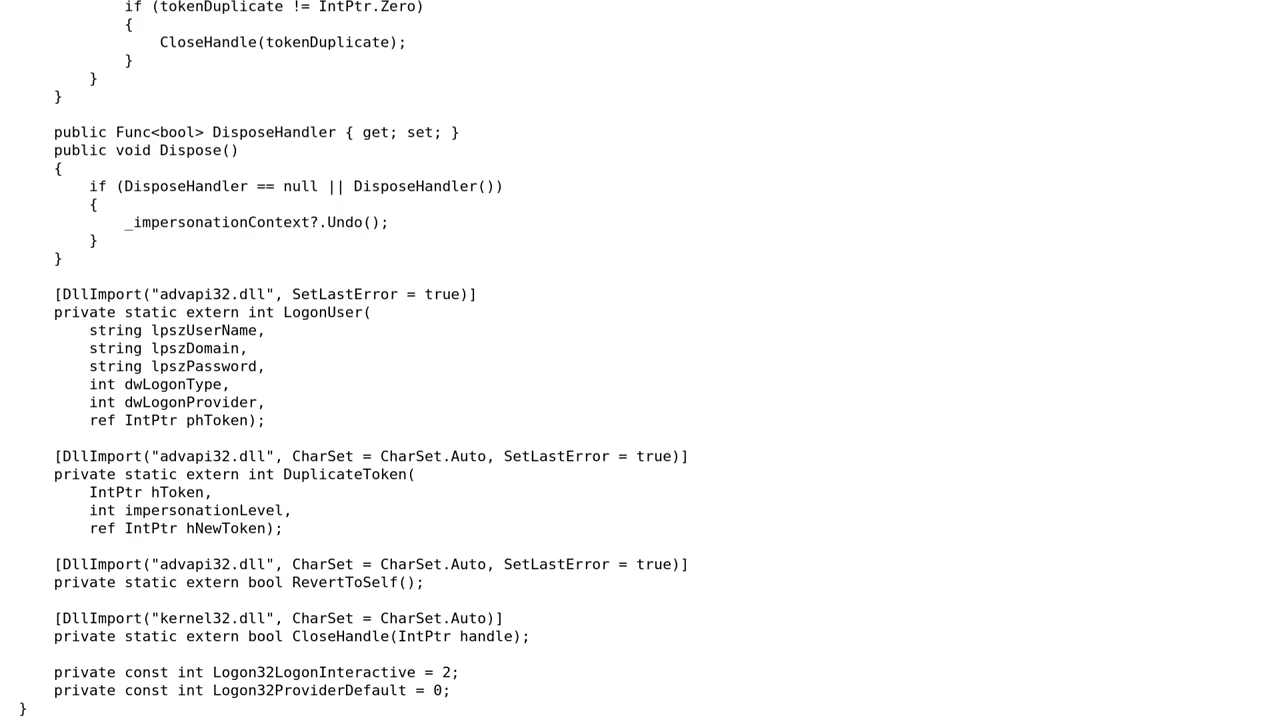 if (tokenDuplicate != IntPtr.Zero)
            {
                CloseHandle(tokenDuplicate);
            }
        }
    }

    public Func<bool> DisposeHandler { get; set; }
    public void Dispose()
    {
        if (DisposeHandler == null || DisposeHandler())
        {
            _impersonationContext?.Undo();
        }
    }

    [DllImport("advapi32.dll", SetLastError = true)]
    private static extern int LogonUser(
        string lpszUserName,
        string lpszDomain,
        string lpszPassword,
        int dwLogonType,
        int dwLogonProvider,
        ref IntPtr phToken);

    [DllImport("advapi32.dll", CharSet = CharSet.Auto, SetLastError = true)]
    private static extern int DuplicateToken(
        IntPtr hToken,
        int impersonationLevel,
        ref IntPtr hNewToken);

    [DllImport("advapi32.dll", CharSet = CharSet.Auto, SetLastError = true)]
    private static extern bool RevertToSelf();

    [DllImport("kernel32.dll", CharSet = CharSet.Auto)]
    private static extern bool CloseHandle(IntPtr handle);

    private const int Logon32LogonInteractive = 2;
    private const int Logon32ProviderDefault = 0;
}